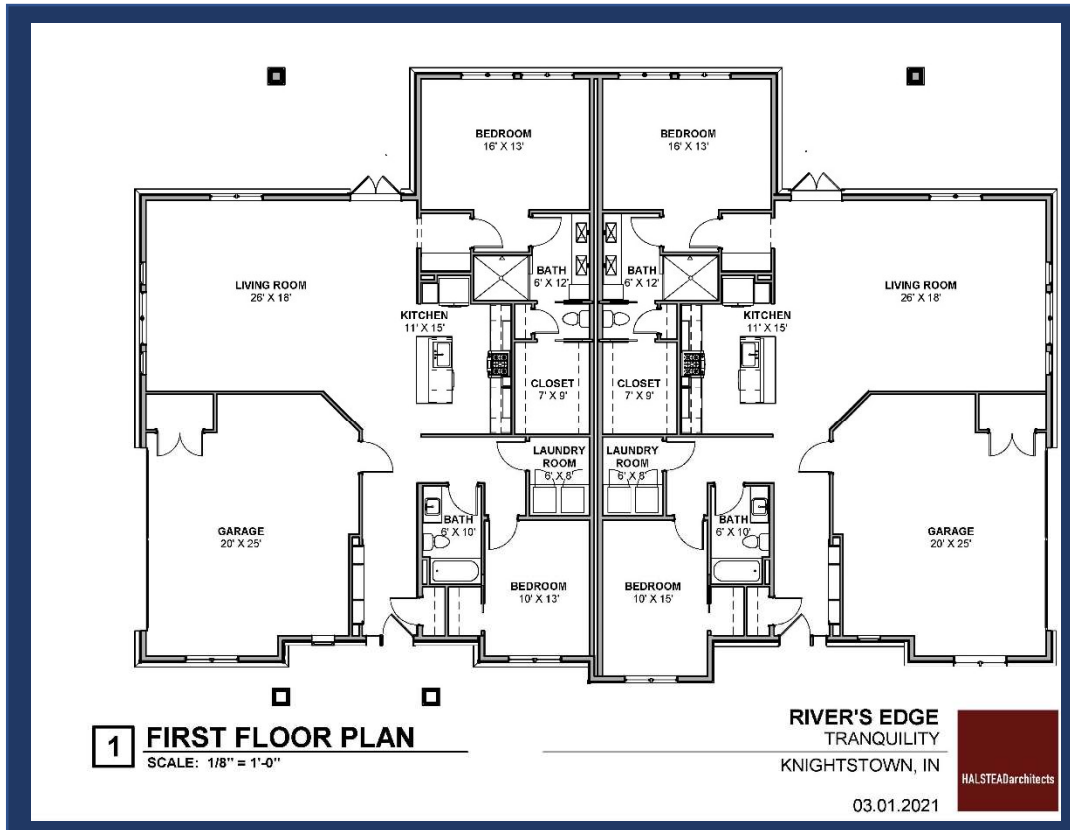 BEDROOM
16' X 13'
BEDROOM
16' X 13'
LIVING ROOM
26' X 18'
BATH
6' X 12'
BATH
6' X 12'
LIVING ROOM
26' X 18'
KITCHEN
11' X 15'
KITCHEN
11' X 15'
CLOSET
7' X 9'
CLOSET
7' X 9'
LAUNDRY
ROOM
6' X 8'
LAUNDRY
ROOM
6' X 8'
GARAGE
20' X 25'
BATH
6' X 10'
BATH
6' X 10'
GARAGE
20' X 25'
BEDROOM
10' X 13'
BEDROOM
10' X 15'
1
FIRST FLOOR PLAN
SCALE: 1/8" = 1'-0"
RIVER'S EDGE
TRANQUILITY
KNIGHTSTOWN, IN
03.01.2021
HALSTEADarchitects